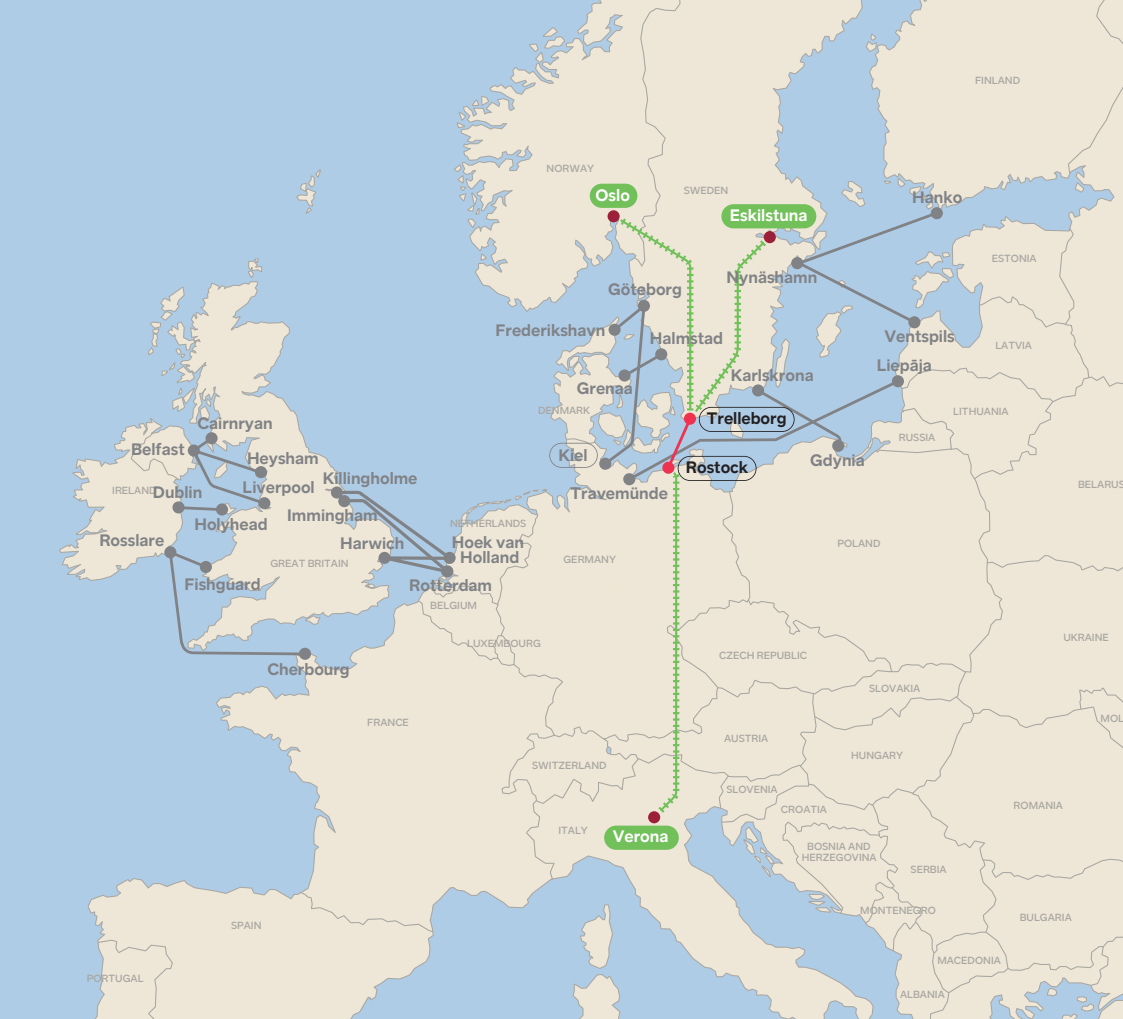 FINLAND
NORWAY
SWEDEN
Oslo
Hanko
Eskilstuna
ESTONIA
Nynäshamn
Göteborg
Frederikshavn
Halmstad
Ventspils
LATVIA
Liepāja
Karlskrona
Grenaa
DENMARK
LITHUANIA
Trelleborg
Cairnryan
RUSSIA
Belfast
Kiel
Gdynia
Heysham
Rostock
Killingholme
BELARUS
IRELAND
Dublin
Liverpool
Travemünde
Immingham
Holyhead
NETHERLANDS
Rosslare
Harwich
Hoek van
Holland
POLAND
GREAT BRITAIN
GERMANY
Fishguard
Rotterdam
BELGIUM
UKRAINE
LUXEMBOURG
CZECH REPUBLIC
Cherbourg
SLOVAKIA
FRANCE
MOL
AUSTRIA
HUNGARY
SWITZERLAND
SLOVENIA
CROATIA
ROMANIA
ITALY
Verona
BOSNIA AND
HERZEGOVINA
SERBIA
MONTENEGRO
BULGARIA
SPAIN
MACEDONIA
PORTUGAL
ALBANIA